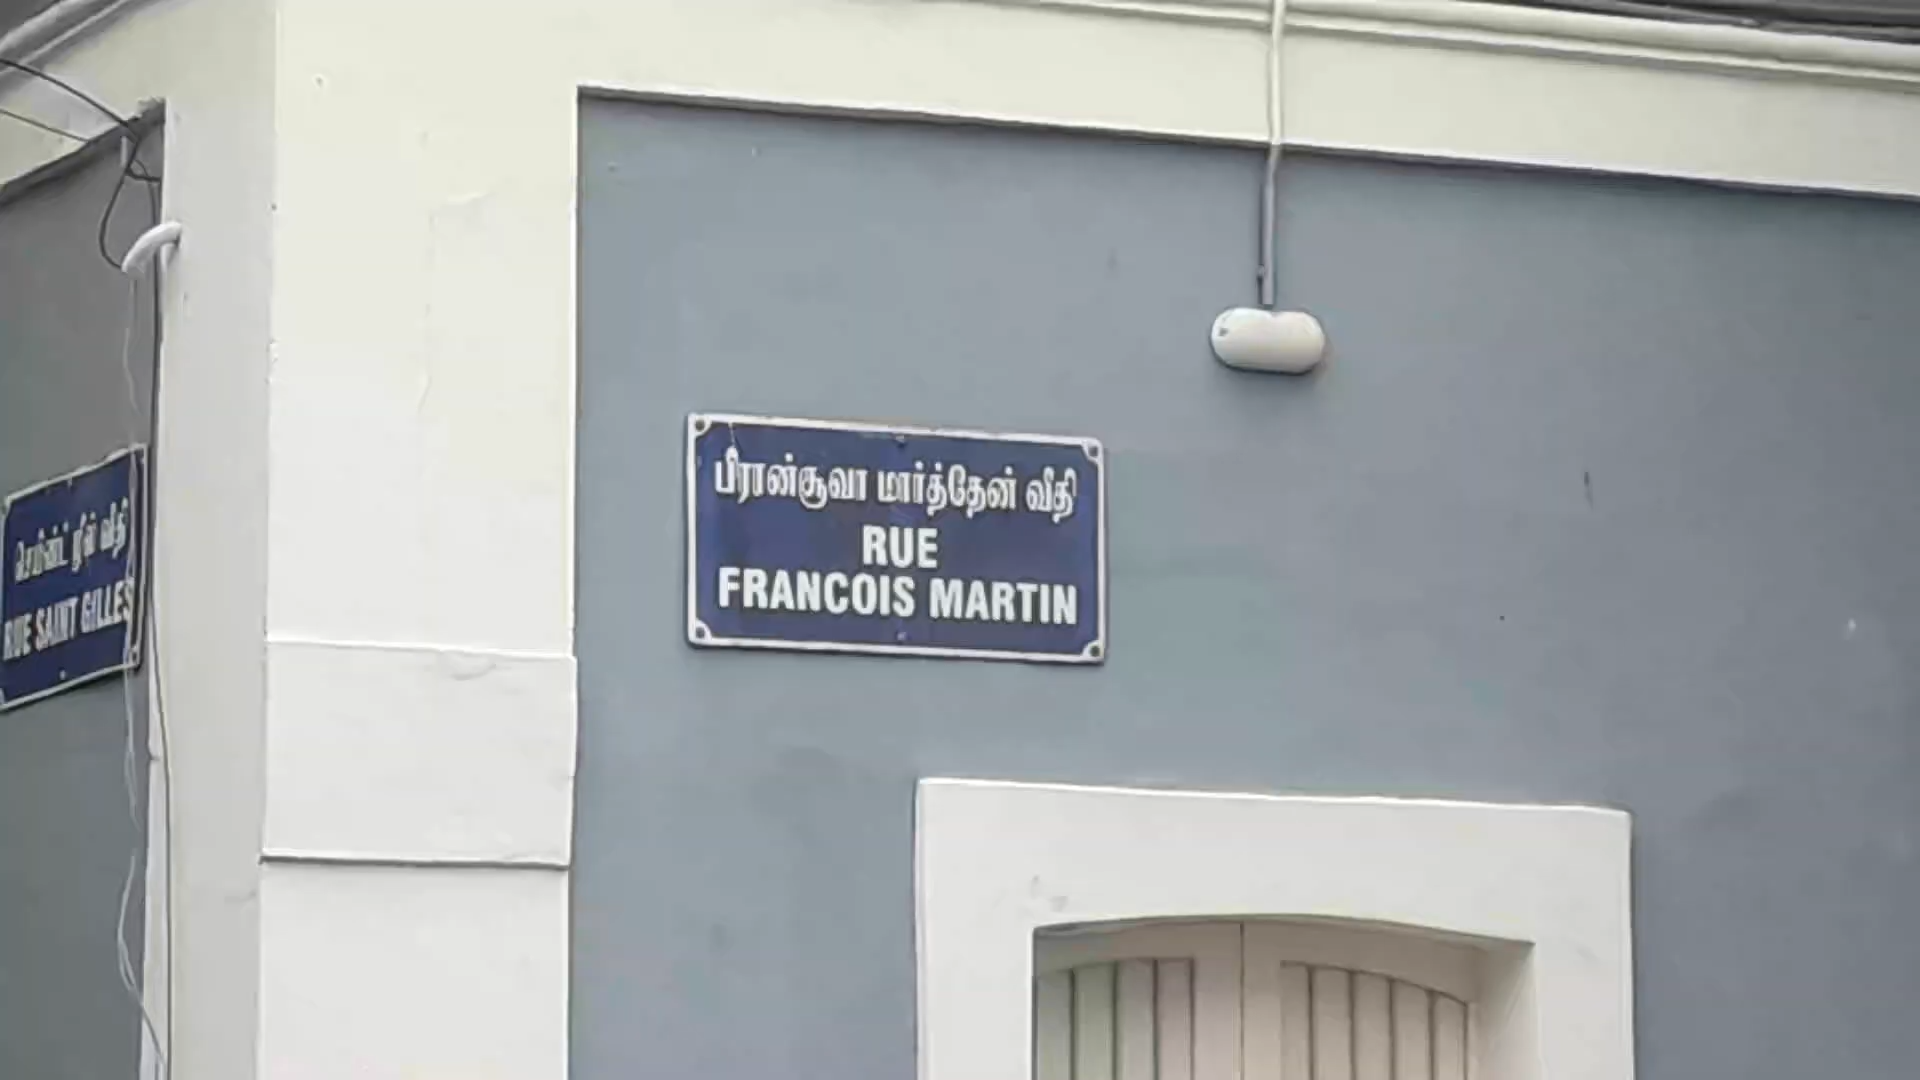 செயிண்ட் ழீல் வீதி
RUE SAINT GILLES
பிரான்சூவா மார்த்தேன் வீதி
RUE
FRANCOIS MARTIN